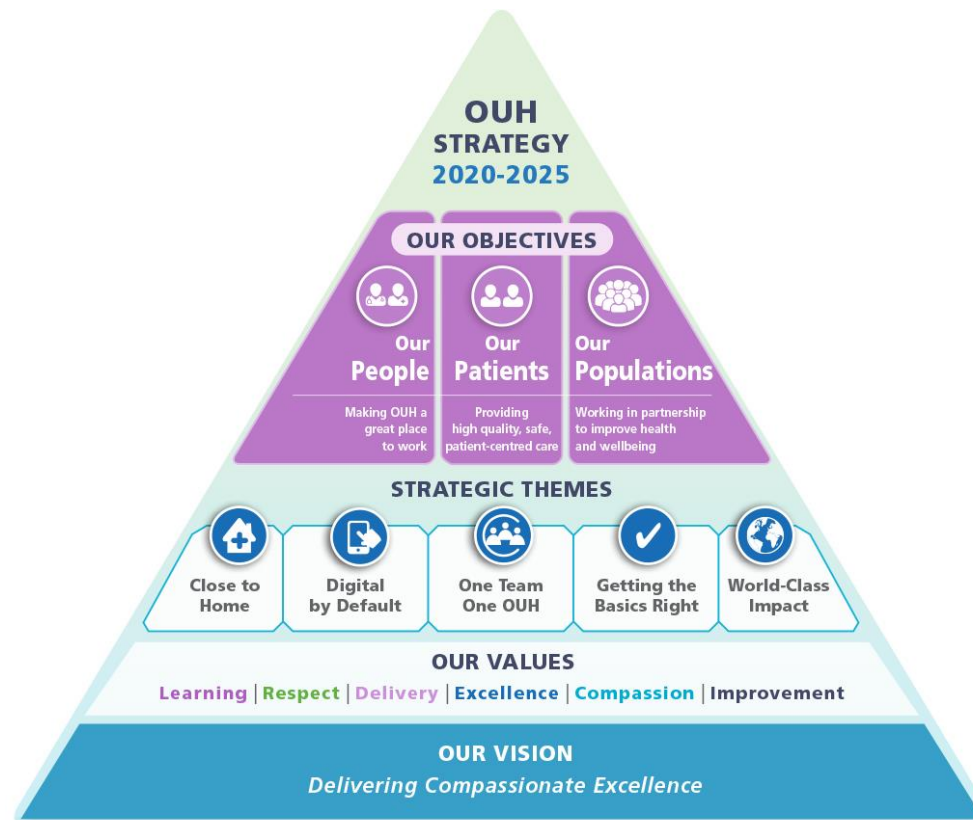 OUH
STRATEGY
2020-2025
OUR OBJECTIVES
Our
People
Making OUH a
great place
to work
Our
Patients
Providing
high quality, safe,
patient-centred care
Our
Populations
Working in partnership
to improve health
and wellbeing
STRATEGIC THEMES
Close to
Home
Digital
by Default
One Team
One OUH
Getting the
Basics Right
World-Class
Impact
OUR VALUES
Learning | Respect | Delivery | Excellence | Compassion | Improvement
OUR VISION
Delivering Compassionate Excellence